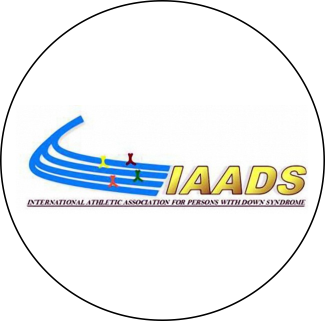 IAADS
INTERNATIONAL ATHLETIC ASSOCIATION FOR PERSONS WITH DOWN SYNDROME